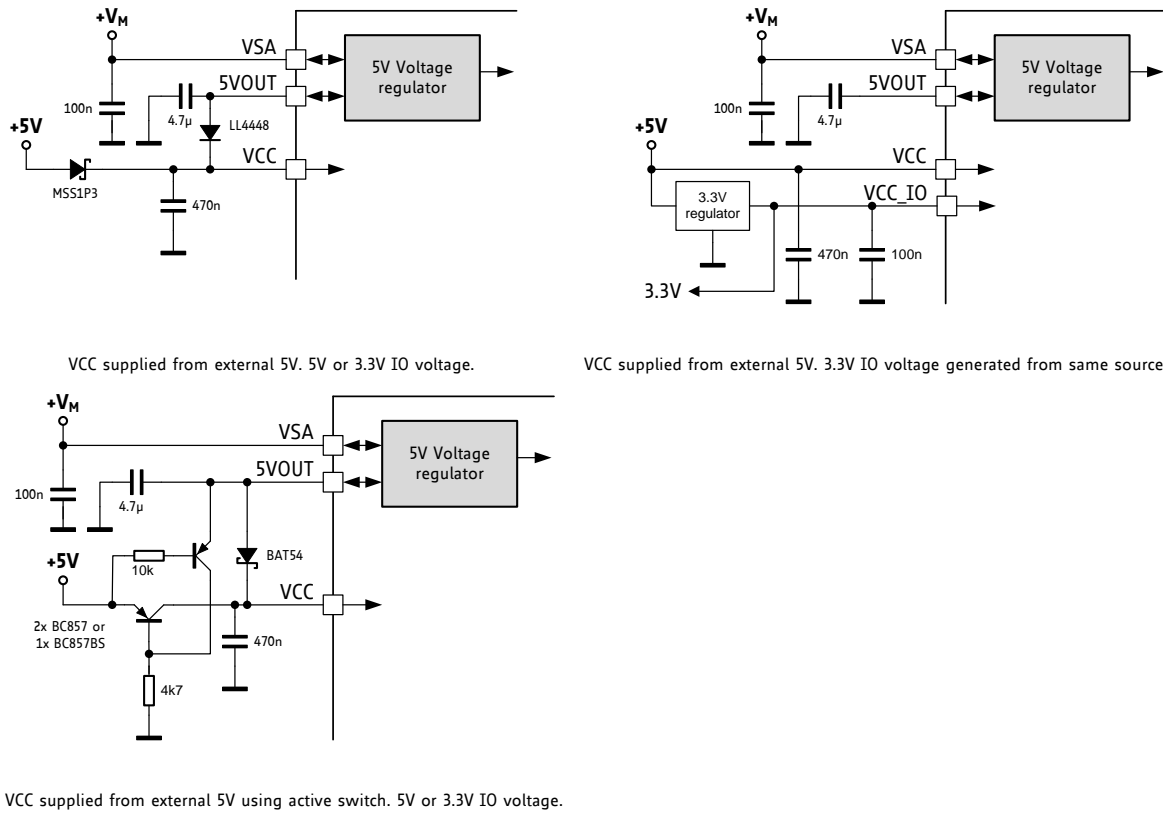 +VM
VSA
5V Voltage
regulator
5VOUT
100n
4.7µ
LL4448
+5V
VCC
MSS1P3
470n
VCC supplied from external 5V. 5V or 3.3V IO voltage.
+VM
VSA
5V Voltage
regulator
5VOUT
100n
4.7µ
+5V
VCC
3.3V
regulator
VCC_IO
470n
100n
3.3V
VCC supplied from external 5V. 3.3V IO voltage generated from same source
+VM
VSA
5V Voltage
regulator
5VOUT
100n
4.7µ
+5V
10k
BAT54
VCC
2x BC857 or
1x BC857BS
470n
4k7
VCC supplied from external 5V using active switch. 5V or 3.3V IO voltage.